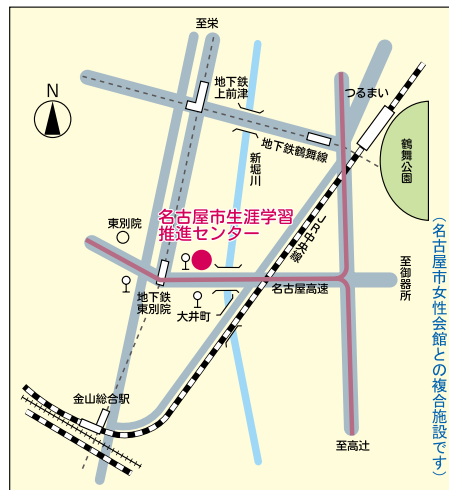 至栄
地下鉄
上前津
つるまい
N
地下鉄鶴舞線
鶴舞公園
新堀川
JR中央線
東別院
名古屋市生涯学習
推進センター
至御器所
名古屋高速
地下鉄
東別院
大井町
金山総合駅
至高辻
（名古屋市女性会館との複合施設です）